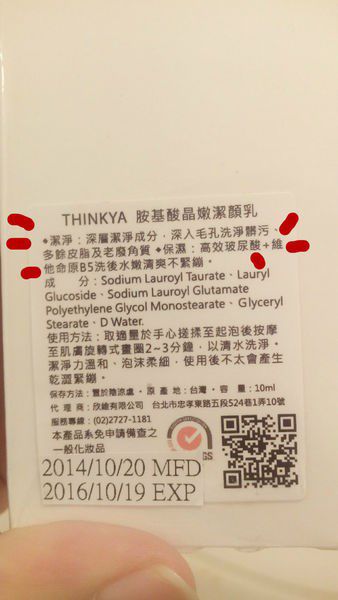 THINKYA 胺基酸晶嫩潔顏乳
◆潔淨：深層潔淨成分，深入毛孔洗淨髒污、
多餘皮脂及老廢角質 ◆保濕：高效玻尿酸+維
他命原B5洗後水嫩清爽不緊繃。
成　　分：Sodium Lauroyl Taurate、Lauryl
Glucoside、Sodium Lauroyl Glutamate
Polyethylene Glycol Monostearate、Glyceryl
Stearate、D Water.
使用方法：取適量於手心搓揉至起泡後按摩
至肌膚旋轉式畫圈2~3分鐘，以清水洗淨。
潔淨力溫和、泡沫柔細，使用後不太會產生
乾澀緊繃。
保存方法：置於陰涼處。原 產 地：台灣。容　量：10ml
代 理 商：欣維有限公司　台北市忠孝東路五段524巷1弄10號
服務專線：(02)2727-1181
本產品系免申請備查之
一般化妝品
GS
2014/10/20 MFD
2016/10/19 EXP